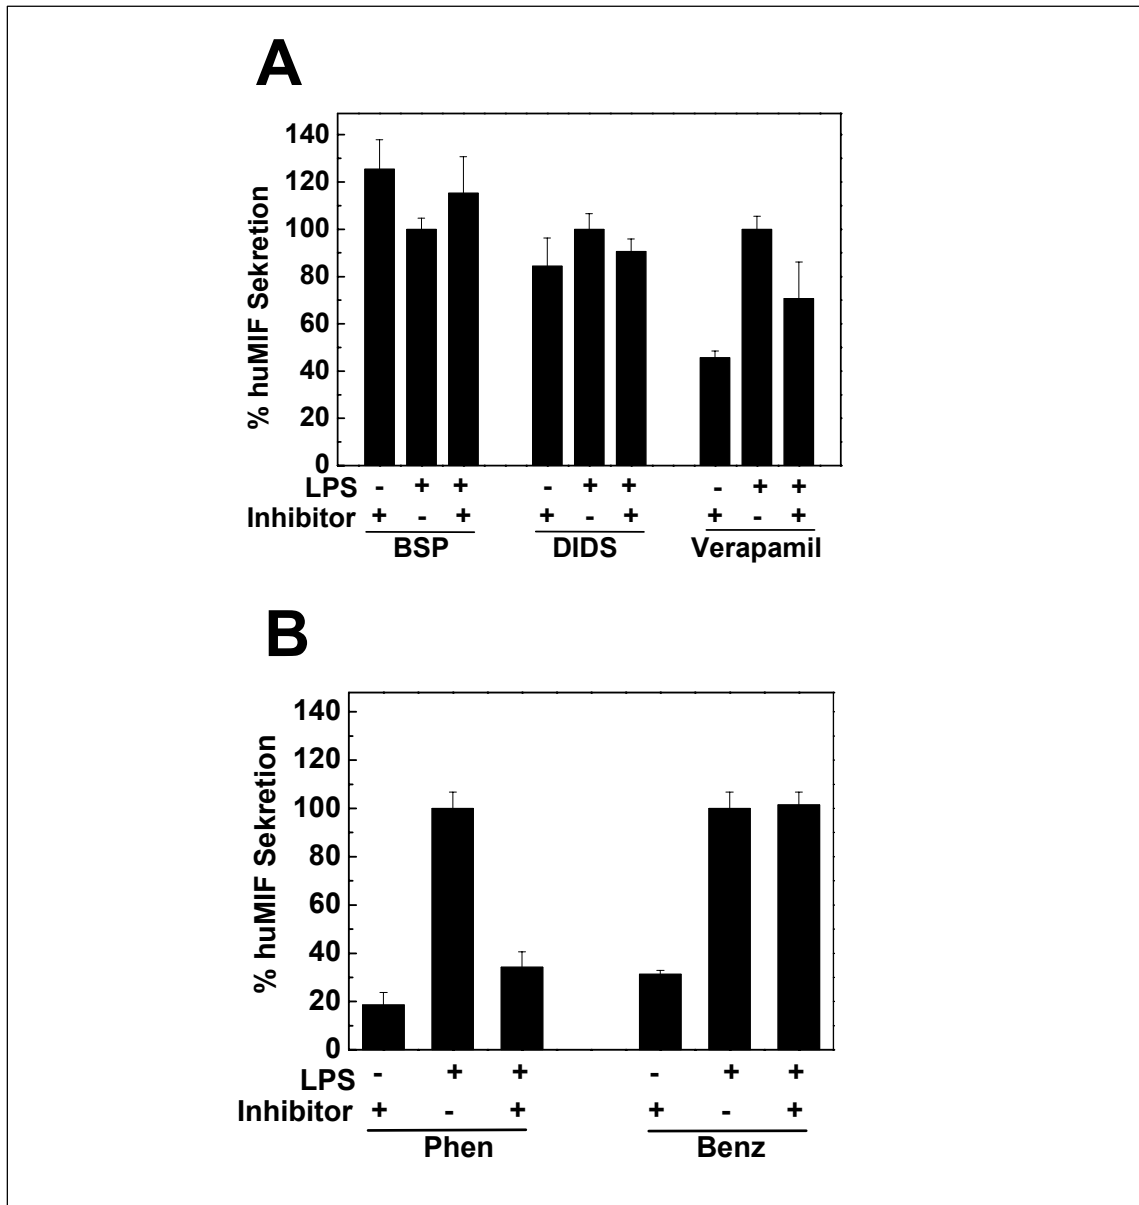 A
% huMIF Sekretion
140
120
100
80
60
40
20
0
LPS - + + - + + - + +
Inhibitor + - + + - + + - +
BSP DIDS Verapamil
B
% huMIF Sekretion
140
120
100
80
60
40
20
0
LPS - + + - + +
Inhibitor + - + + - +
Phen Benz